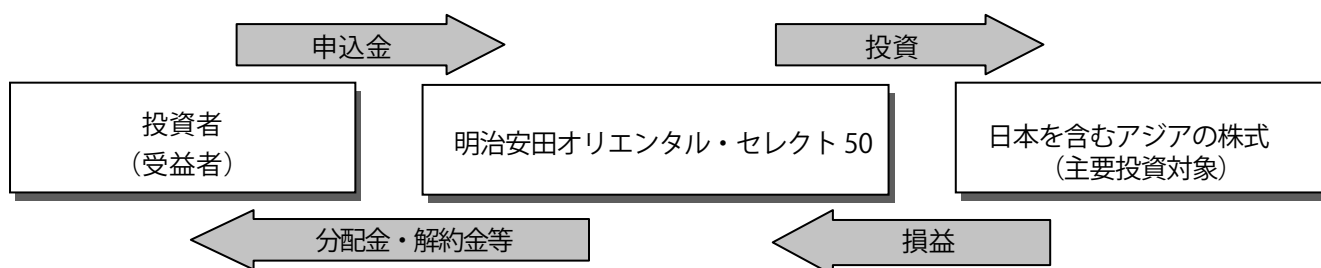 申込金
投資
投資者
（受益者）
明治安田オリエンタル・セレクト 50
日本を含むアジアの株式
（主要投資対象）
分配金・解約金等
損益